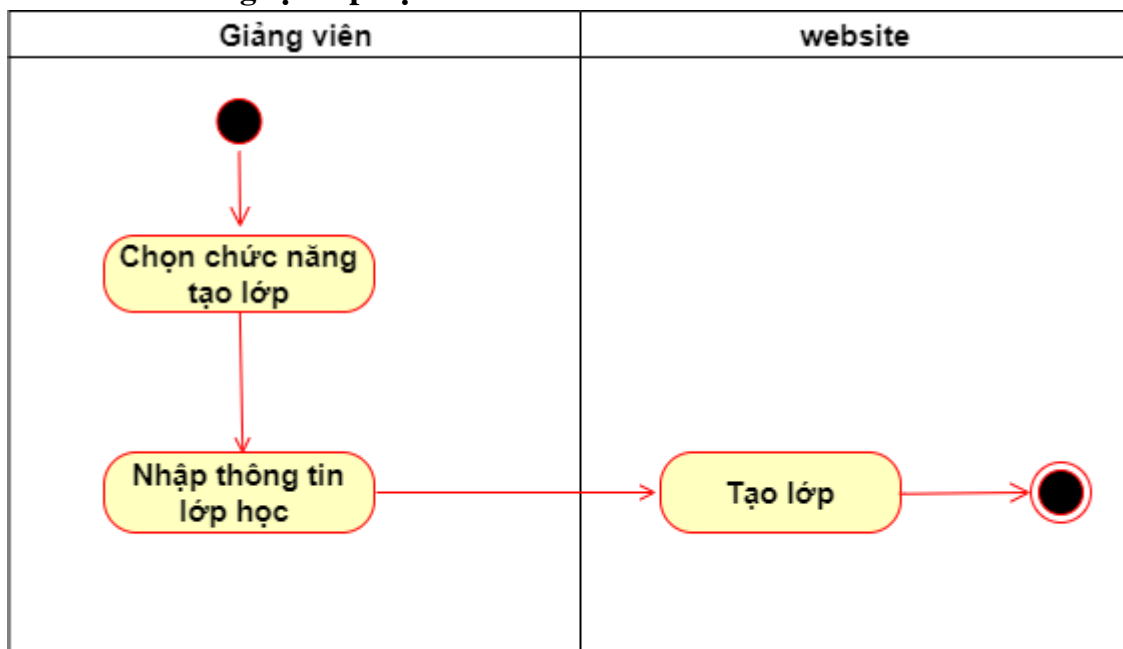 Giảng viên
website
Chọn chức năng
tạo lớp
Nhập thông tin
lớp học
Tạo lớp